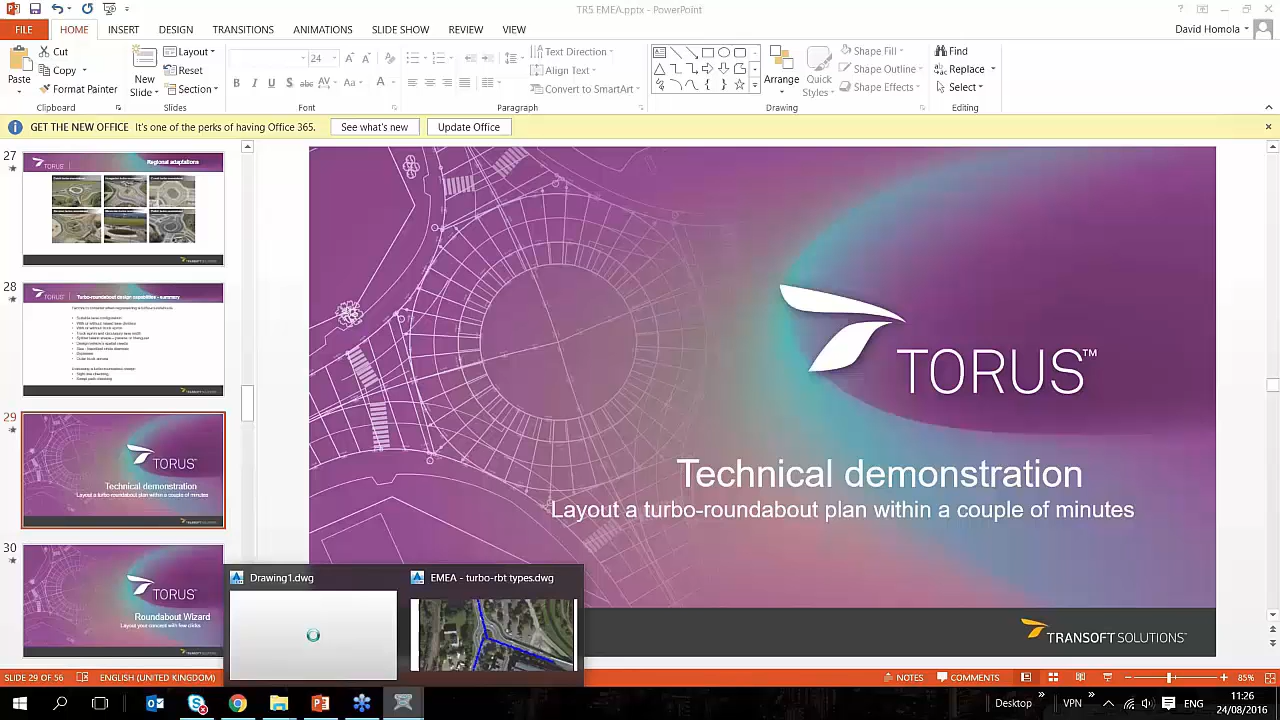 TR5 EMEA.pptx - PowerPoint
FILE HOME INSERT DESIGN TRANSITIONS ANIMATIONS SLIDE SHOW REVIEW VIEW
David Homola
Paste
Cut
Copy
Format Painter
Clipboard
New
Slide
Layout
Reset
Section
Slides
24
Font
Text Direction
Align Text
Convert to SmartArt
Paragraph
Arrange
Quick
Styles
Shape Fill
Shape Outline
Shape Effects
Drawing
Find
Replace
Select
Editing
GET THE NEW OFFICE It's one of the perks of having Office 365. See what's new Update Office
27
TORUS
Regional adaptations
28
TORUS
Turbo-roundabout design capabilities - summary
29
TORUS
Technical demonstration
Layout a turbo-roundabout plan within a couple of minutes
30
TORUS
Roundabout Wizard
Layout your concept with few clicks
TORUS™
Technical demonstration
Layout a turbo-roundabout plan within a couple of minutes
TRANSOFT SOLUTIONS
Drawing1.dwg
EMEA - turbo-rbt types.dwg
SLIDE 29 OF 56
ENGLISH (UNITED KINGDOM)
NOTES
COMMENTS
85%
Desktop
VPN
ENG
11:26
24/08/2016